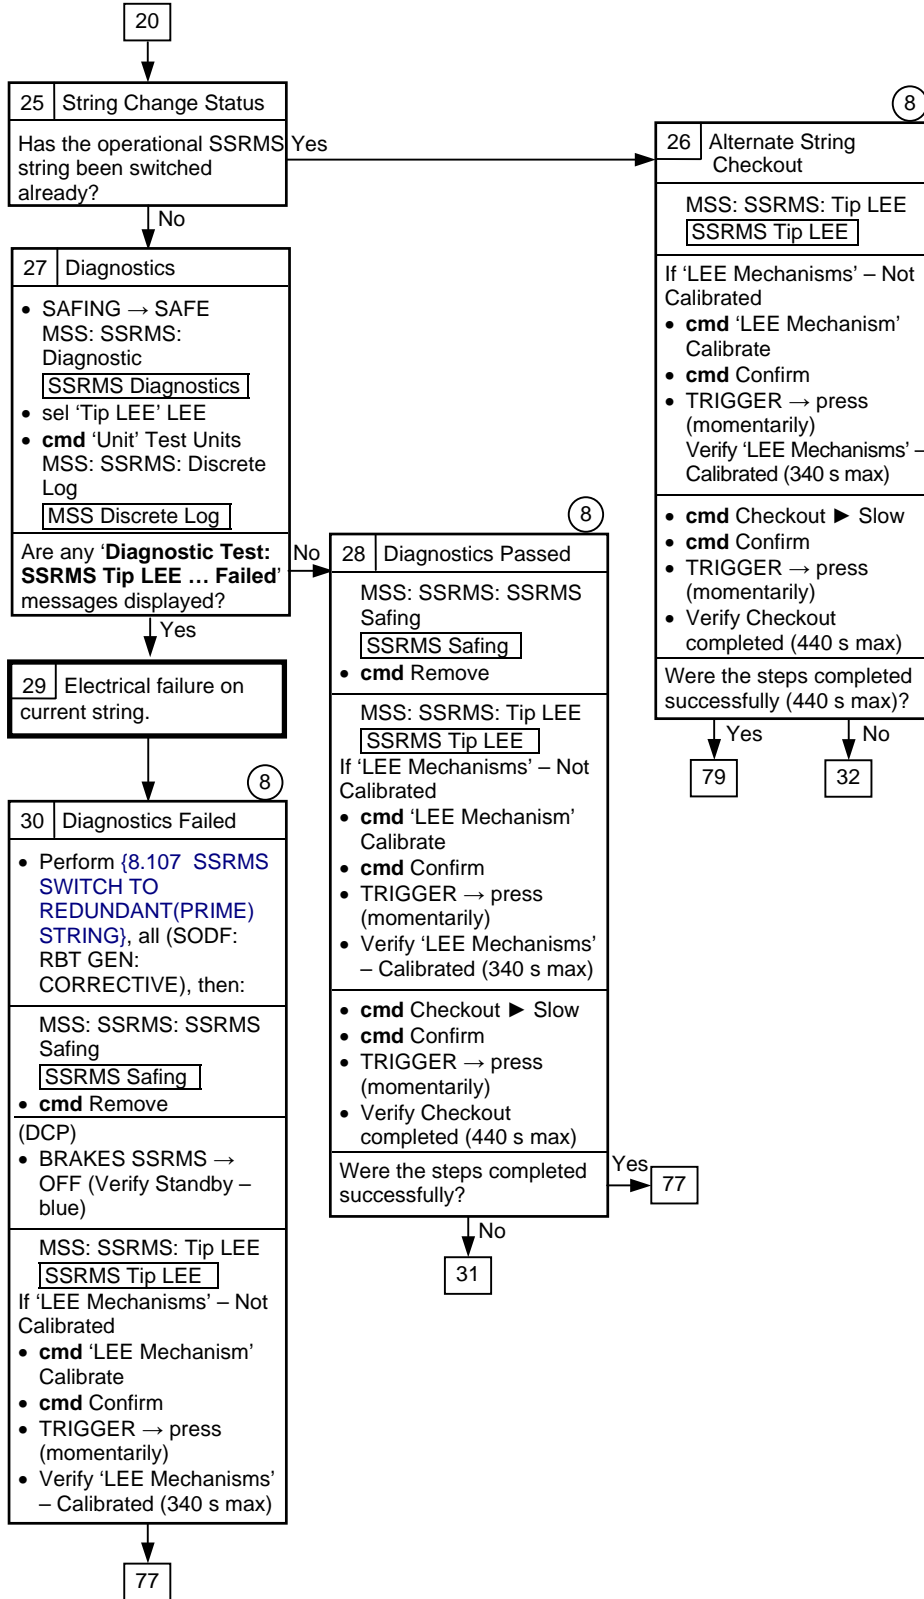 20
25 String Change Status
Has the operational SSRMS
string been switched
already?
Yes
No
8
26 Alternate String
Checkout
MSS: SSRMS: Tip LEE
SSRMS Tip LEE
If ‘LEE Mechanisms’ – Not
Calibrated
• cmd ‘LEE Mechanism’
Calibrate
• cmd Confirm
• TRIGGER → press
(momentarily)
Verify ‘LEE Mechanisms’ –
Calibrated (340 s max)
• cmd Checkout ► Slow
• cmd Confirm
• TRIGGER → press
(momentarily)
• Verify Checkout
completed (440 s max)
Were the steps completed
successfully (440 s max)?
Yes
No
79
32
27 Diagnostics
• SAFING → SAFE
MSS: SSRMS:
Diagnostic
SSRMS Diagnostics
• sel ‘Tip LEE’ LEE
• cmd ‘Unit’ Test Units
MSS: SSRMS: Discrete
Log
MSS Discrete Log
Are any ‘Diagnostic Test:
SSRMS Tip LEE … Failed’
messages displayed?
No
Yes
8
28 Diagnostics Passed
MSS: SSRMS: SSRMS
Safing
SSRMS Safing
• cmd Remove
MSS: SSRMS: Tip LEE
SSRMS Tip LEE
If ‘LEE Mechanisms’ – Not
Calibrated
• cmd ‘LEE Mechanism’
Calibrate
• cmd Confirm
• TRIGGER → press
(momentarily)
• Verify ‘LEE Mechanisms’
– Calibrated (340 s max)
• cmd Checkout ► Slow
• cmd Confirm
• TRIGGER → press
(momentarily)
• Verify Checkout
completed (440 s max)
Were the steps completed
successfully?
Yes
77
No
31
29 Electrical failure on
current string.
8
30 Diagnostics Failed
• Perform {8.107 SSRMS
SWITCH TO
REDUNDANT(PRIME)
STRING}, all (SODF:
RBT GEN:
CORRECTIVE), then:
MSS: SSRMS: SSRMS
Safing
SSRMS Safing
• cmd Remove
(DCP)
• BRAKES SSRMS →
OFF (Verify Standby –
blue)
MSS: SSRMS: Tip LEE
SSRMS Tip LEE
If ‘LEE Mechanisms’ – Not
Calibrated
• cmd ‘LEE Mechanism’
Calibrate
• cmd Confirm
• TRIGGER → press
(momentarily)
• Verify ‘LEE Mechanisms’
– Calibrated (340 s max)
77